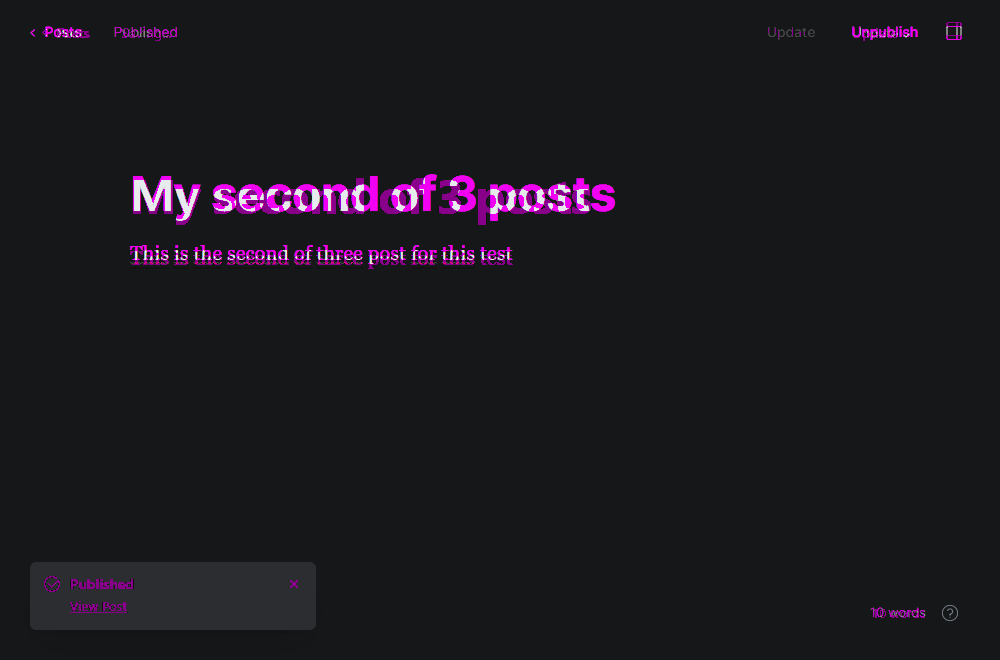 Posts Published Update Unpublish
My second of 3 posts
This is the second of three post for this test
Published
View Post
10 words